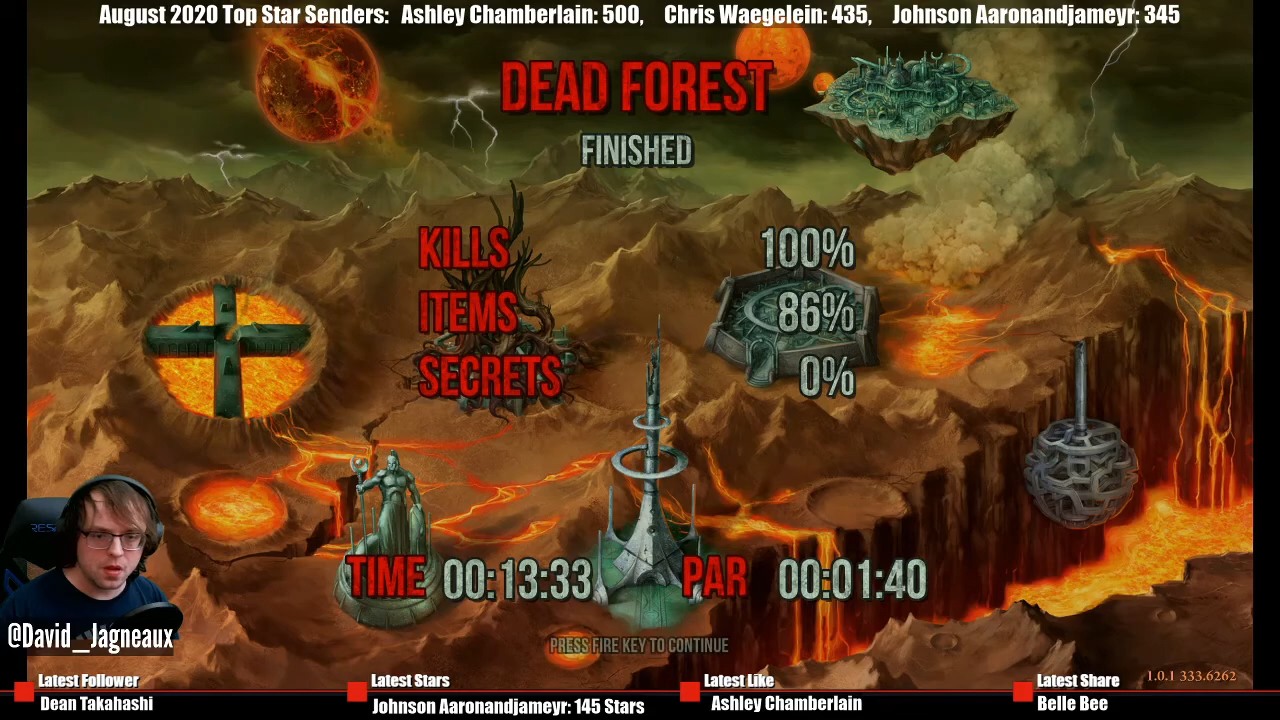 August 2020 Top Star Senders: Ashley Chamberlain: 500, Chris Waegelein: 435, Johnson Aaronandjameyr: 345
DEAD FOREST
FINISHED
KILLS 100%
ITEMS 86%
SECRETS 0%
TIME 00:13:33 PAR 00:01:40
@David_Jagneaux
PRESS FIRE KEY TO CONTINUE
1.0.1 333.6262
Latest Follower Latest Stars Latest Like Latest Share
Dean Takahashi Johnson Aaronandjameyr: 145 Stars Ashley Chamberlain Belle Bee